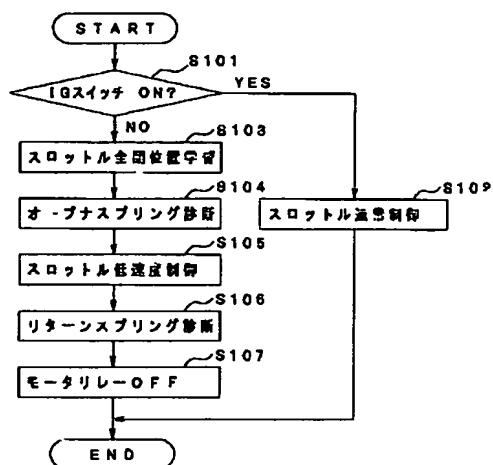 START
S101
IGスイッチ ON?
YES
NO
S103
スロットル全閉位置学習
S104
オープナスプリング診断
S109
スロットル通常制御
S105
スロットル低速度制御
S106
リターンスプリング診断
S107
モータリレーOFF
END